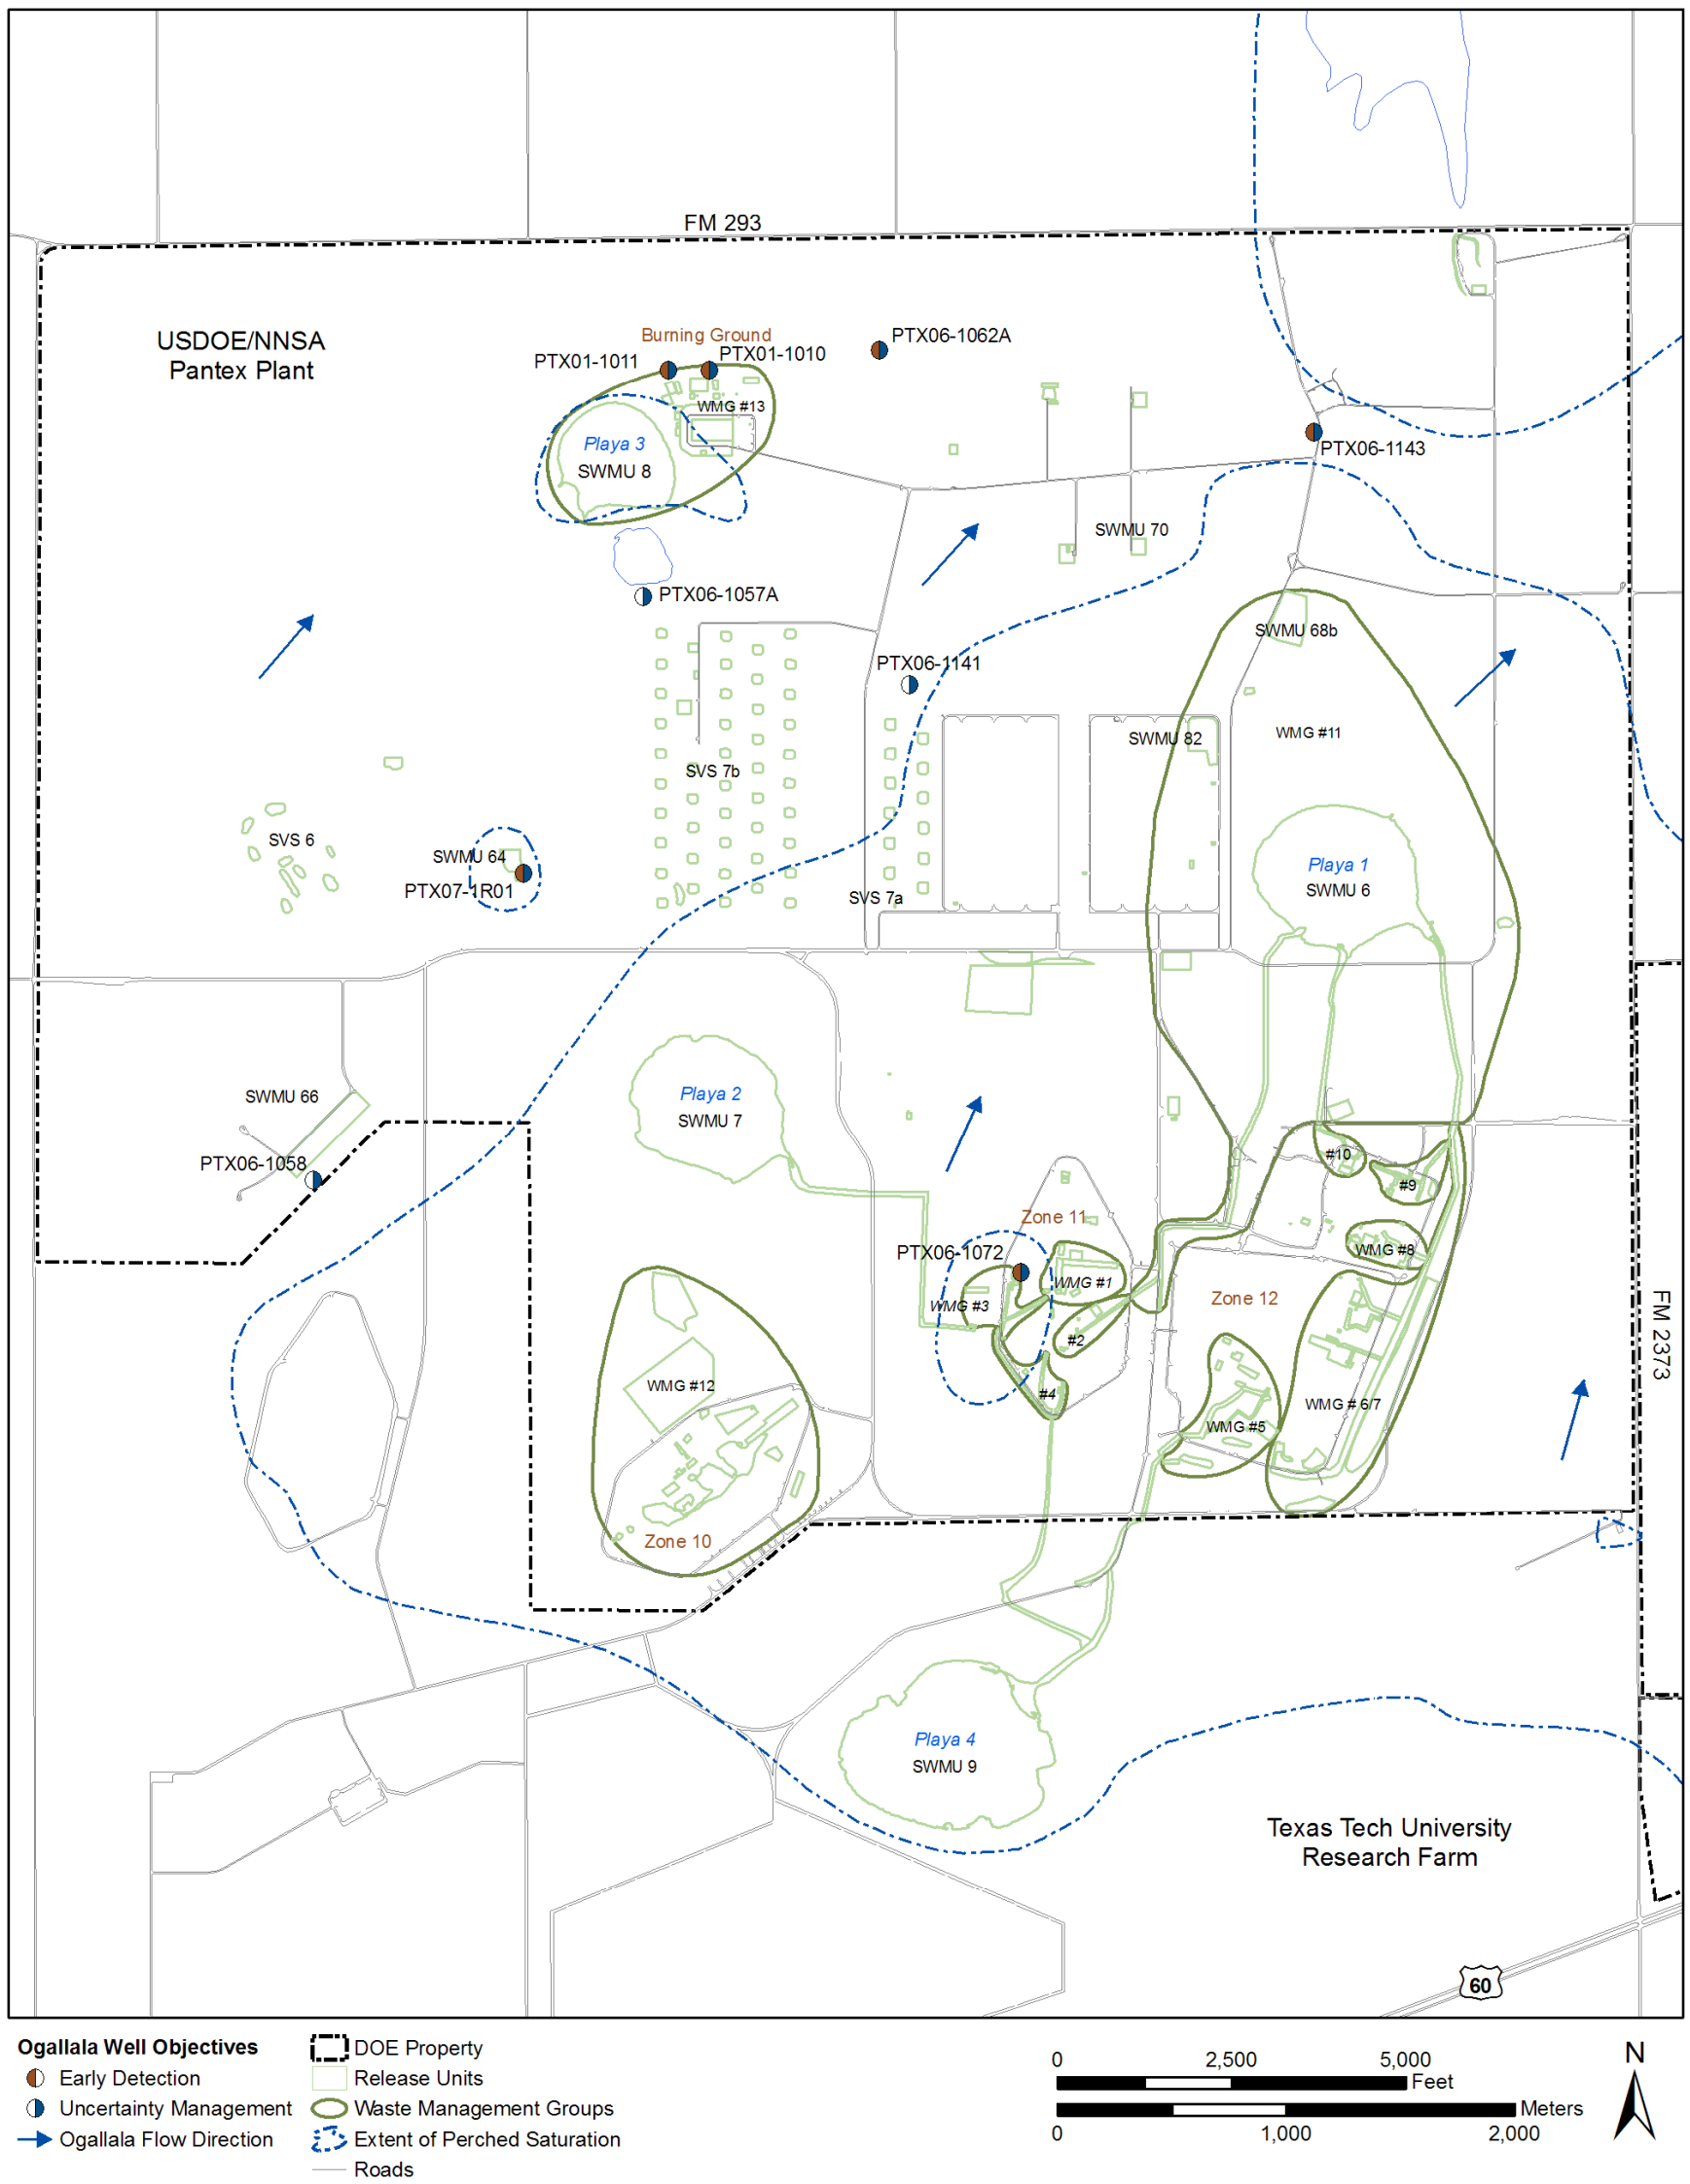 FM 293
USDOE/NNSA
Pantex Plant
Burning Ground
PTX06-1062A
PTX01-1011
PTX01-1010
WMG #13
Playa 3
SWMU 8
PTX06-1143
SWMU 70
PTX06-1057A
SWMU 68b
PTX06-1141
SWMU 82
WMG #11
SVS 7b
SVS 6
SWMU 64
PTX07-1R01
SVS 7a
Playa 1
SWMU 6
SWMU 66
Playa 2
SWMU 7
PTX06-1058
#10
#9
Zone 11
PTX06-1072
WMG #8
WMG #1
WMG #3
Zone 12
#2
FM 2373
WMG #12
#4
WMG # 6/7
WMG #5
Zone 10
Playa 4
SWMU 9
Texas Tech University
Research Farm
60
Ogallala Well Objectives
Early Detection
Uncertainty Management
Ogallala Flow Direction
DOE Property
Release Units
Waste Management Groups
Extent of Perched Saturation
Roads
0 2,500 5,000
Feet
Meters
0 1,000 2,000
N